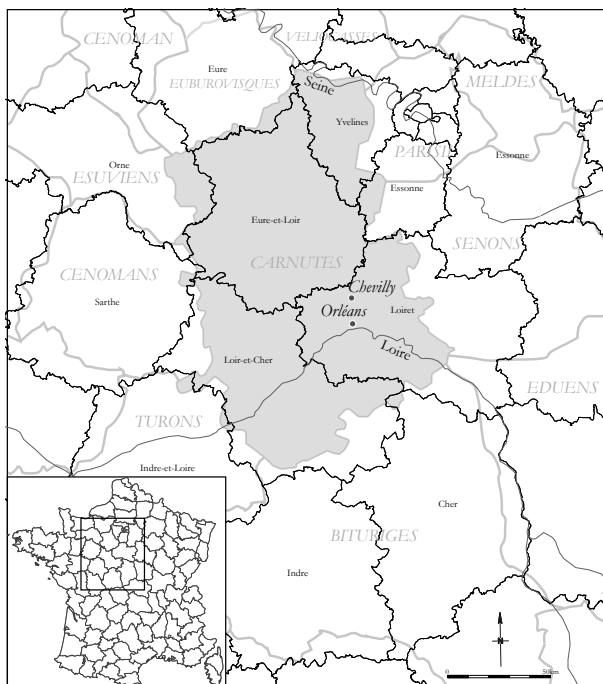 CENOMAN
VELIOCASSES
Eure
EUBUROVISQUES
Seine
MELDES
Yvelines
PARISII
Orne
ESUVIENS
Essonne
Essonne
Eure-et-Loir
SENONS
CARNUTES
CENOMANS
Sarthe
Chevilly
Orléans
Loiret
Loir-et-Cher
Loire
EDUENS
TURONS
Indre-et-Loire
Cher
BITURIGES
Indre
N
0
50km